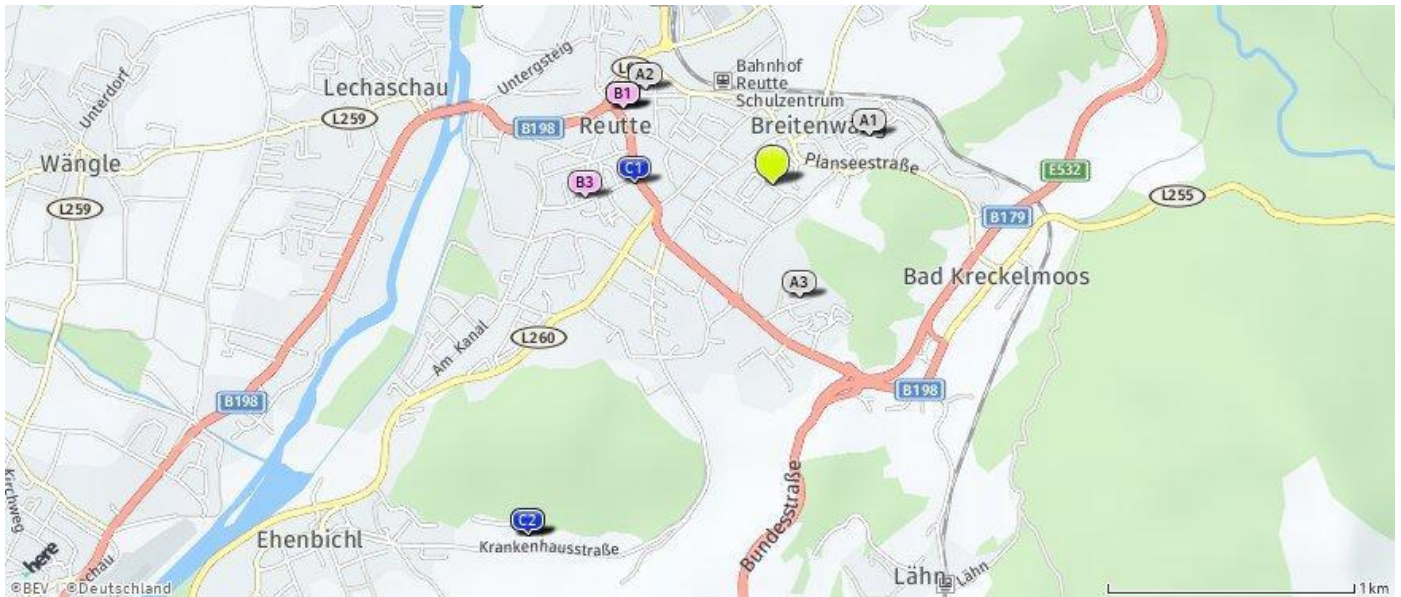 Untergsteig
Unterdorf
Lechaschau
L259
A2
B1
Bahnhof
Reutte
Schulzentrum
B198
Reutte
A1
Wängle
Planseestraße
C1
B3
E532
L259
L255
B179
A3
Bad Kreckelmoos
L260
Am Kanal
B198
B198
Kirchweg
Bundesstraße
C2
Krankenhausstraße
Ehenbichl
here
Lähn
Lähn
©BEV ©Deutschland
1km